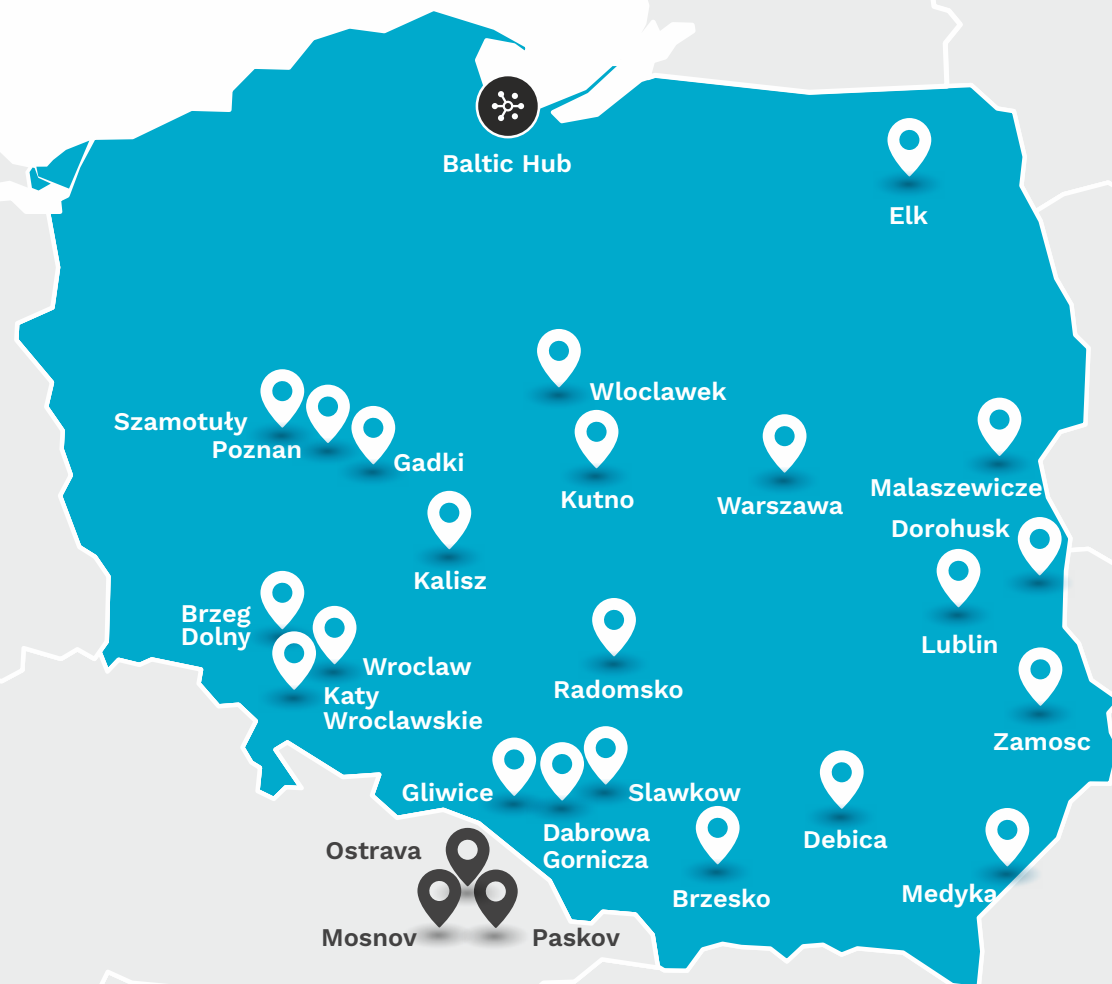 Baltic Hub
Elk
Wloclawek
Szamotuły
Poznan
Gadki
Kutno
Warszawa
Malaszewicze
Dorohusk
Kalisz
Brzeg
Dolny
Lublin
Wroclaw
Radomsko
Katy
Wroclawskie
Zamosc
Gliwice
Slawkow
Dabrowa
Gornicza
Debica
Ostrava
Brzesko
Medyka
Mosnov
Paskov